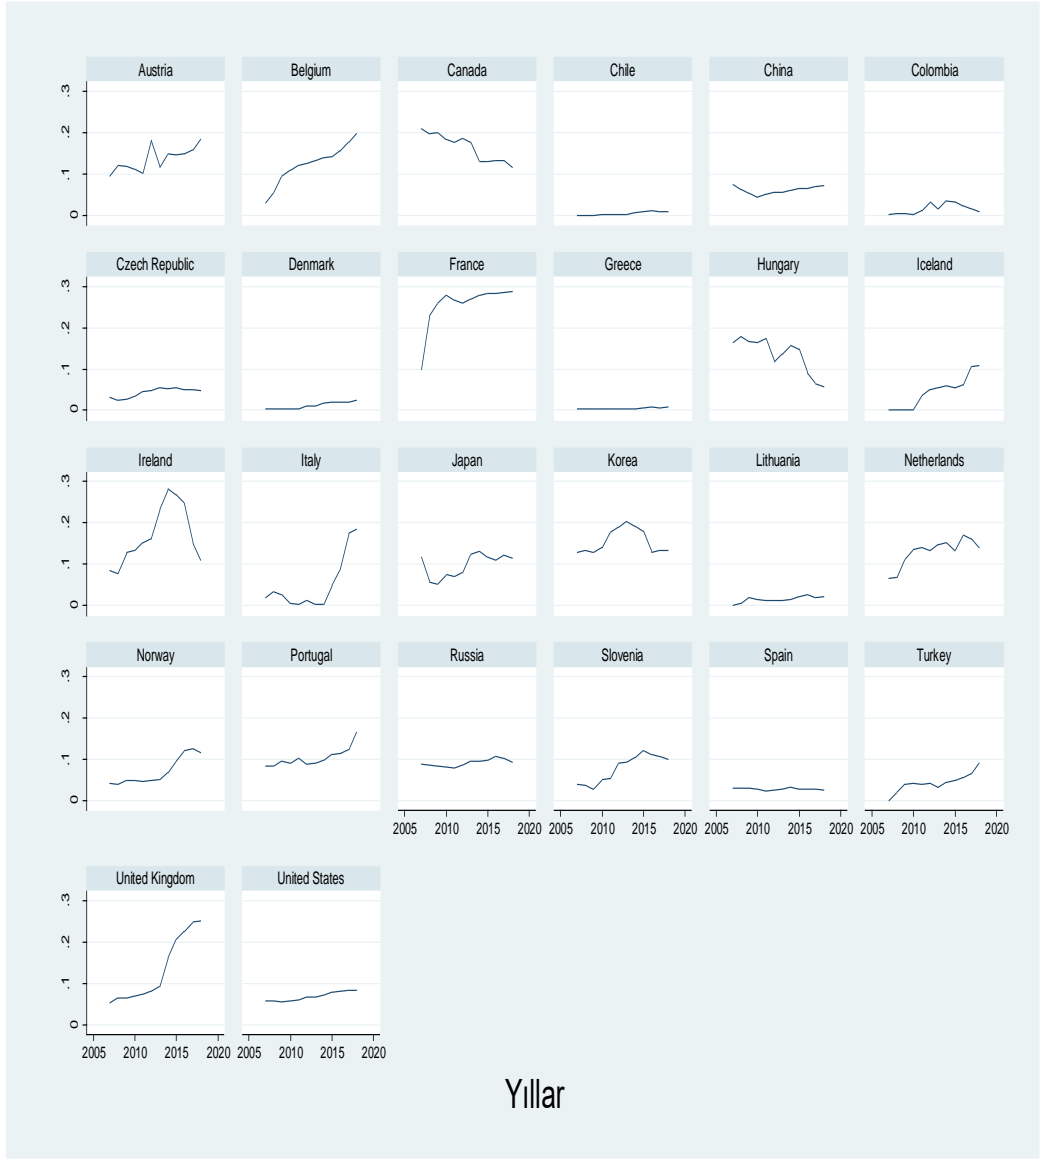 Austria Belgium Canada Chile China Colombia
.3
.2
.1
0
Czech Republic Denmark France Greece Hungary Iceland
.3
.2
.1
0
Ireland Italy Japan Korea Lithuania Netherlands
.3
.2
.1
0
Norway Portugal Russia Slovenia Spain Turkey
.3
.2
.1
0
2005 2010 2015 2020 2005 2010 2015 2020 2005 2010 2015 2020 2005 2010 2015 2020
United Kingdom United States
.3
.2
.1
0
2005 2010 2015 2020 2005 2010 2015 2020
Yıllar